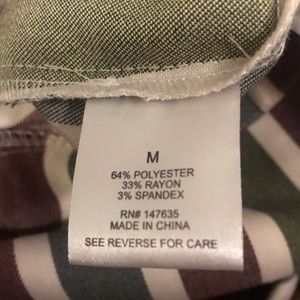 M
64% POLYESTER
33% RAYON
3% SPANDEX
RN# 147635
MADE IN CHINA
SEE REVERSE FOR CARE